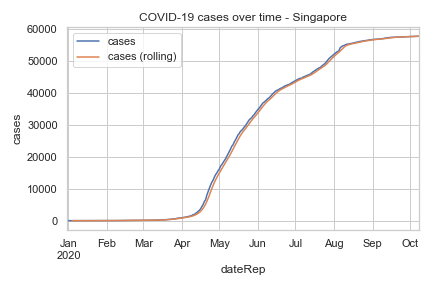 COVID-19 cases over time - Singapore
cases
cases (rolling)
60000
50000
40000
30000
20000
10000
0
cases
Jan Feb Mar Apr May Jun Jul Aug Sep Oct
2020
dateRep